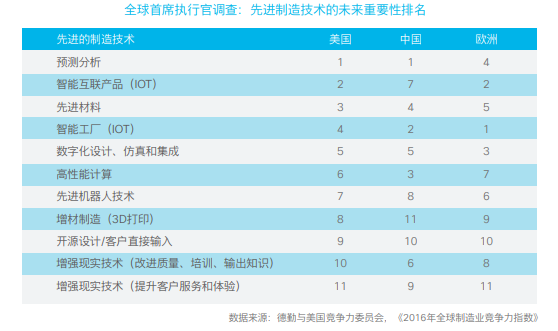 全球首席执行官调查：先进制造技术的未来重要性排名
先进的制造技术 美国 中国 欧洲
预测分析 1 1 4
智能互联产品（IOT） 2 7 2
先进材料 3 4 5
智能工厂（IOT） 4 2 1
数字化设计、仿真和集成 5 5 3
高性能计算 6 3 7
先进机器人技术 7 8 6
增材制造（3D打印） 8 11 9
开源设计/客户直接输入 9 10 10
增强现实技术（改进质量、培训、输出知识） 10 6 8
增强现实技术（提升客户服务和体验） 11 9 11
数据来源：德勤与美国竞争力委员会，《2016年全球制造业竞争力指数》